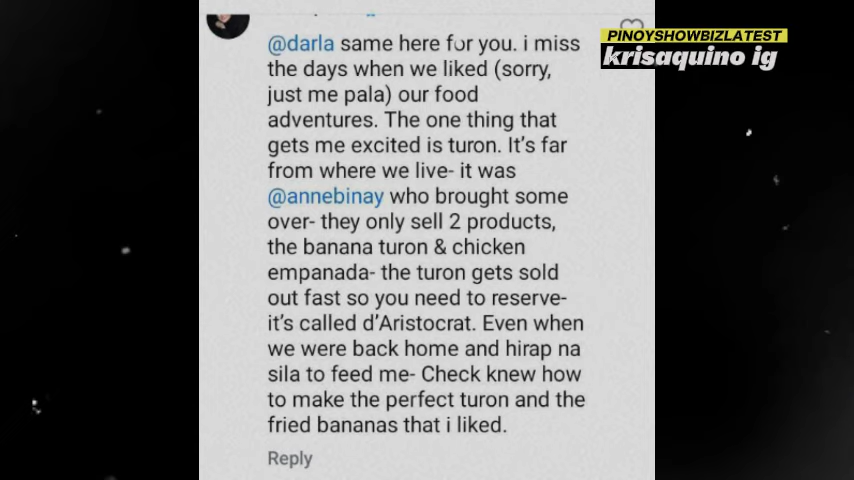 PINOYSHOWBIZLATEST
krisaquino ig
@darla same here for you. i miss
the days when we liked (sorry,
just me pala) our food
adventures. The one thing that
gets me excited is turon. It's far
from where we live- it was
@annebinay who brought some
over- they only sell 2 products,
the banana turon & chicken
empanada- the turon gets sold
out fast so you need to reserve-
it's called d'Aristocrat. Even when
we were back home and hirap na
sila to feed me- Check knew how
to make the perfect turon and the
fried bananas that i liked.
Reply